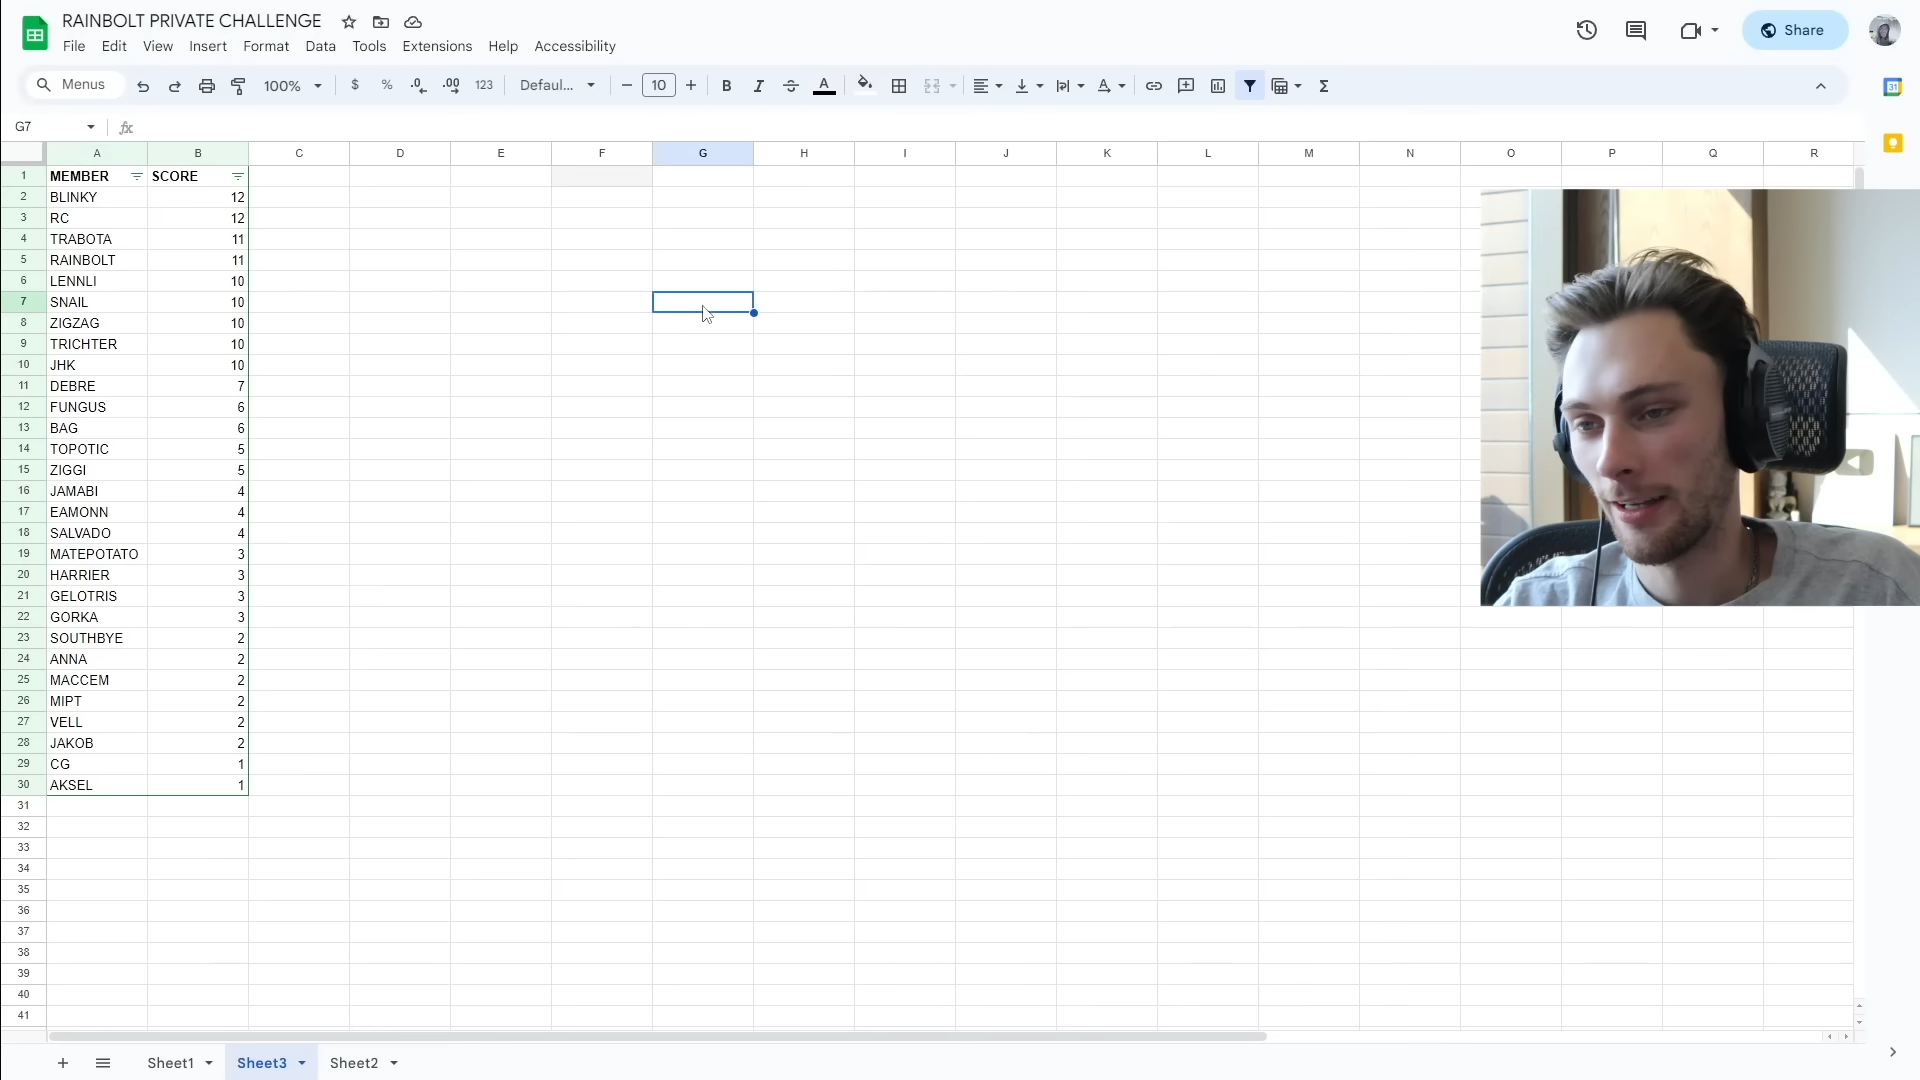 RAINBOLT PRIVATE CHALLENGE
File Edit View Insert Format Data Tools Extensions Help Accessibility
Share
Menus 100% $ % .0 .00 123 Defaul... − 10 + B I A Σ
31
G7 fx
A B C D E F G H I J K L M N O P Q R
1 MEMBER SCORE
2 BLINKY 12
3 RC 12
4 TRABOTA 11
5 RAINBOLT 11
6 LENNLI 10
7 SNAIL 10
8 ZIGZAG 10
9 TRICHTER 10
10 JHK 10
11 DEBRE 7
12 FUNGUS 6
13 BAG 6
14 TOPOTIC 5
15 ZIGGI 5
16 JAMABI 4
17 EAMONN 4
18 SALVADO 4
19 MATEPOTATO 3
20 HARRIER 3
21 GELOTRIS 3
22 GORKA 3
23 SOUTHBYE 2
24 ANNA 2
25 MACCEM 2
26 MIPT 2
27 VELL 2
28 JAKOB 2
29 CG 1
30 AKSEL 1
31
32
33
34
35
36
37
38
39
40
41
+ Sheet1 Sheet3 Sheet2